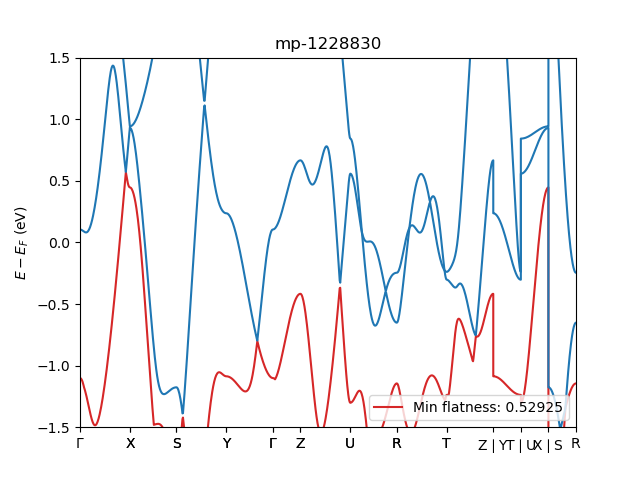 mp-1228830
E − E_F (eV)
1.5
1.0
0.5
0.0
−0.5
−1.0
−1.5
Min flatness: 0.52925
Γ X S Y Γ Z U R T Z | YT | UX | S R